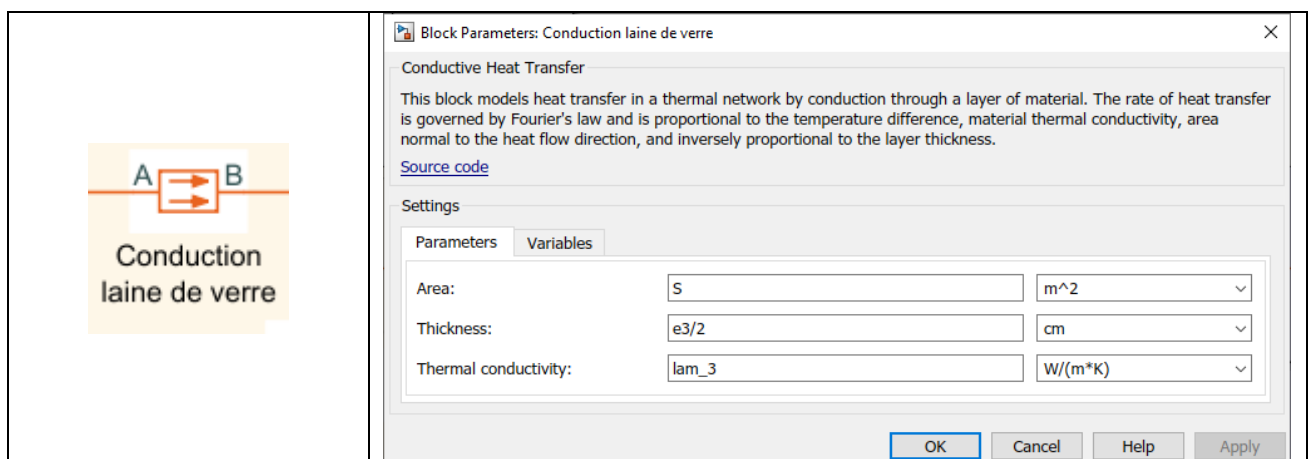 A B
Conduction
laine de verre
Block Parameters: Conduction laine de verre
Conductive Heat Transfer
This block models heat transfer in a thermal network by conduction through a layer of material. The rate of heat transfer
is governed by Fourier's law and is proportional to the temperature difference, material thermal conductivity, area
normal to the heat flow direction, and inversely proportional to the layer thickness.
Source code
Settings
Parameters Variables
Area: S m^2
Thickness: e3/2 cm
Thermal conductivity: lam_3 W/(m*K)
OK Cancel Help Apply